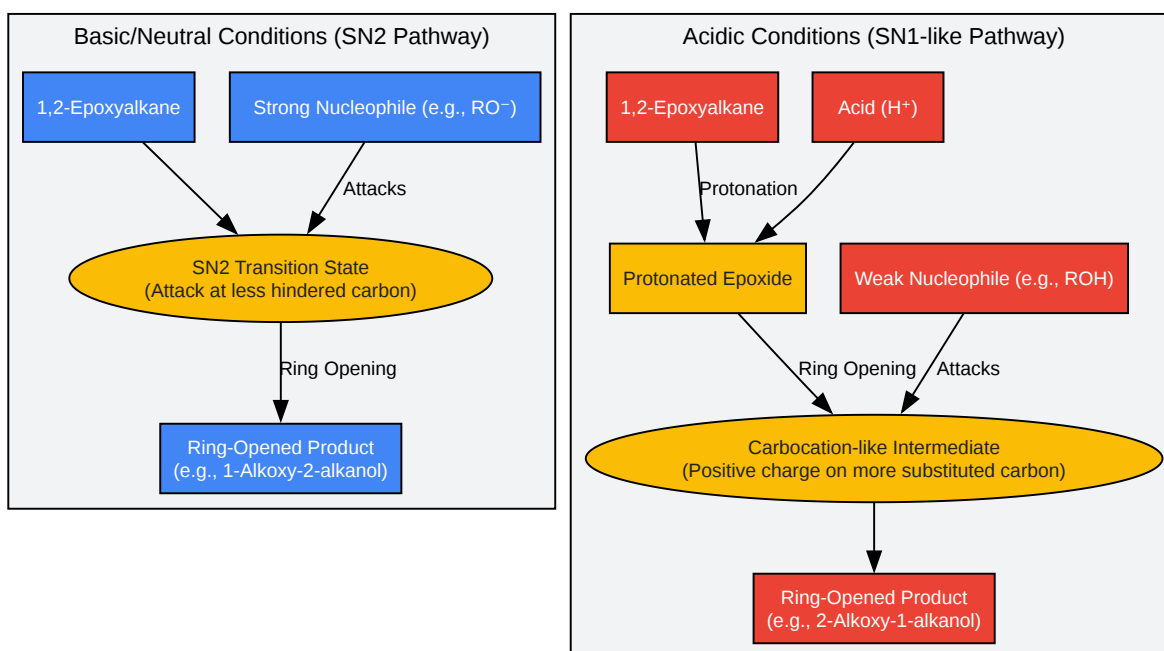 Basic/Neutral Conditions (SN2 Pathway)
1,2-Epoxyalkane
Strong Nucleophile (e.g., RO⁻)
Attacks
SN2 Transition State
(Attack at less hindered carbon)
Ring Opening
Ring-Opened Product
(e.g., 1-Alkoxy-2-alkanol)
Acidic Conditions (SN1-like Pathway)
1,2-Epoxyalkane
Acid (H⁺)
Protonation
Protonated Epoxide
Weak Nucleophile (e.g., ROH)
Ring Opening
Attacks
Carbocation-like Intermediate
(Positive charge on more substituted carbon)
Ring-Opened Product
(e.g., 2-Alkoxy-1-alkanol)